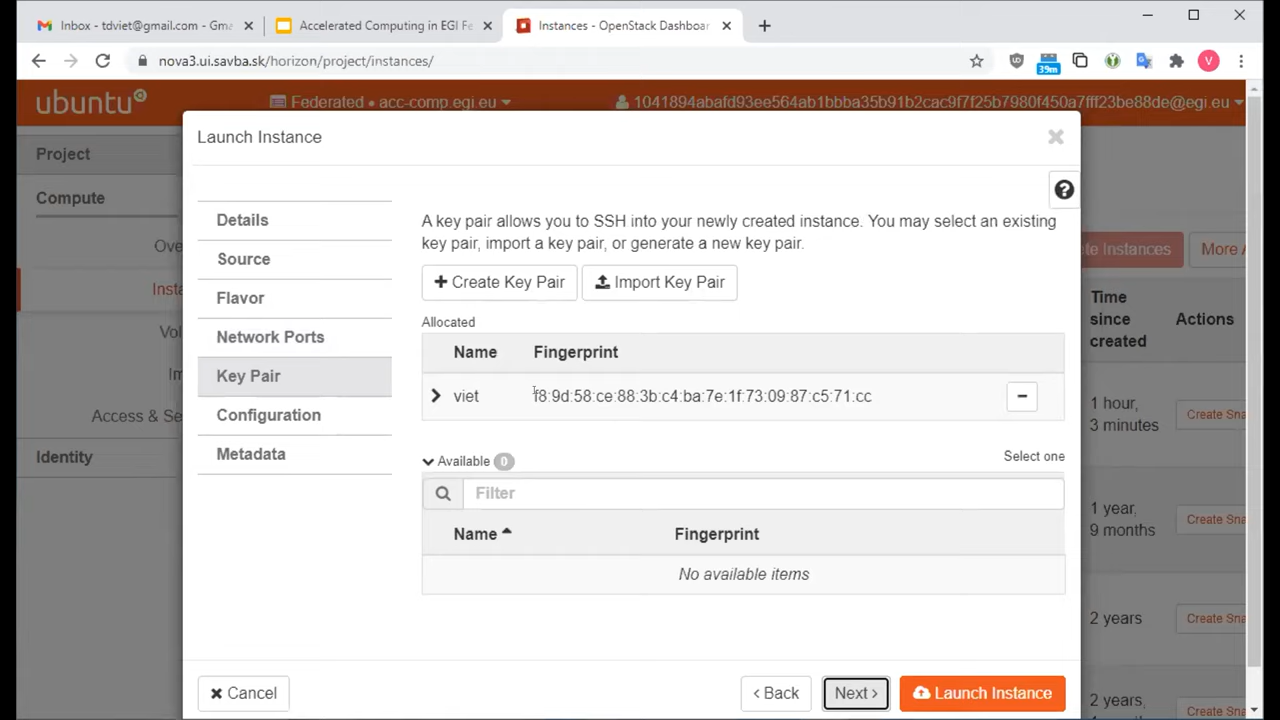 Inbox - tdviet@gmail.com - Gma
Accelerated Computing in EGI Fe
Instances - OpenStack Dashboar
nova3.ui.savba.sk/horizon/project/instances/
39m
V
ubuntu
Federated • acc-comp.egi.eu
1041894abafd93ee564ab1bbba35b91b2cac9f7f25b7980f450a7fff23be88de@egi.eu
Project
Compute
Ove
Insta
Vol
Im
Access & Se
Identity
Launch Instance
Details
Source
Flavor
Network Ports
Key Pair
Configuration
Metadata
A key pair allows you to SSH into your newly created instance. You may select an existing
key pair, import a key pair, or generate a new key pair.
Create Key Pair
Import Key Pair
Allocated
Name Fingerprint
viet f8:9d:58:ce:88:3b:c4:ba:7e:1f:73:09:87:c5:71:cc
Available 0
Select one
Filter
Name Fingerprint
No available items
Cancel
< Back
Next >
Launch Instance
te Instances
More A
Time
since
created
Actions
1 hour,
3 minutes
Create Snap
1 year,
9 months
Create Sna
2 years
Create Sna
2 years,
Create Sna